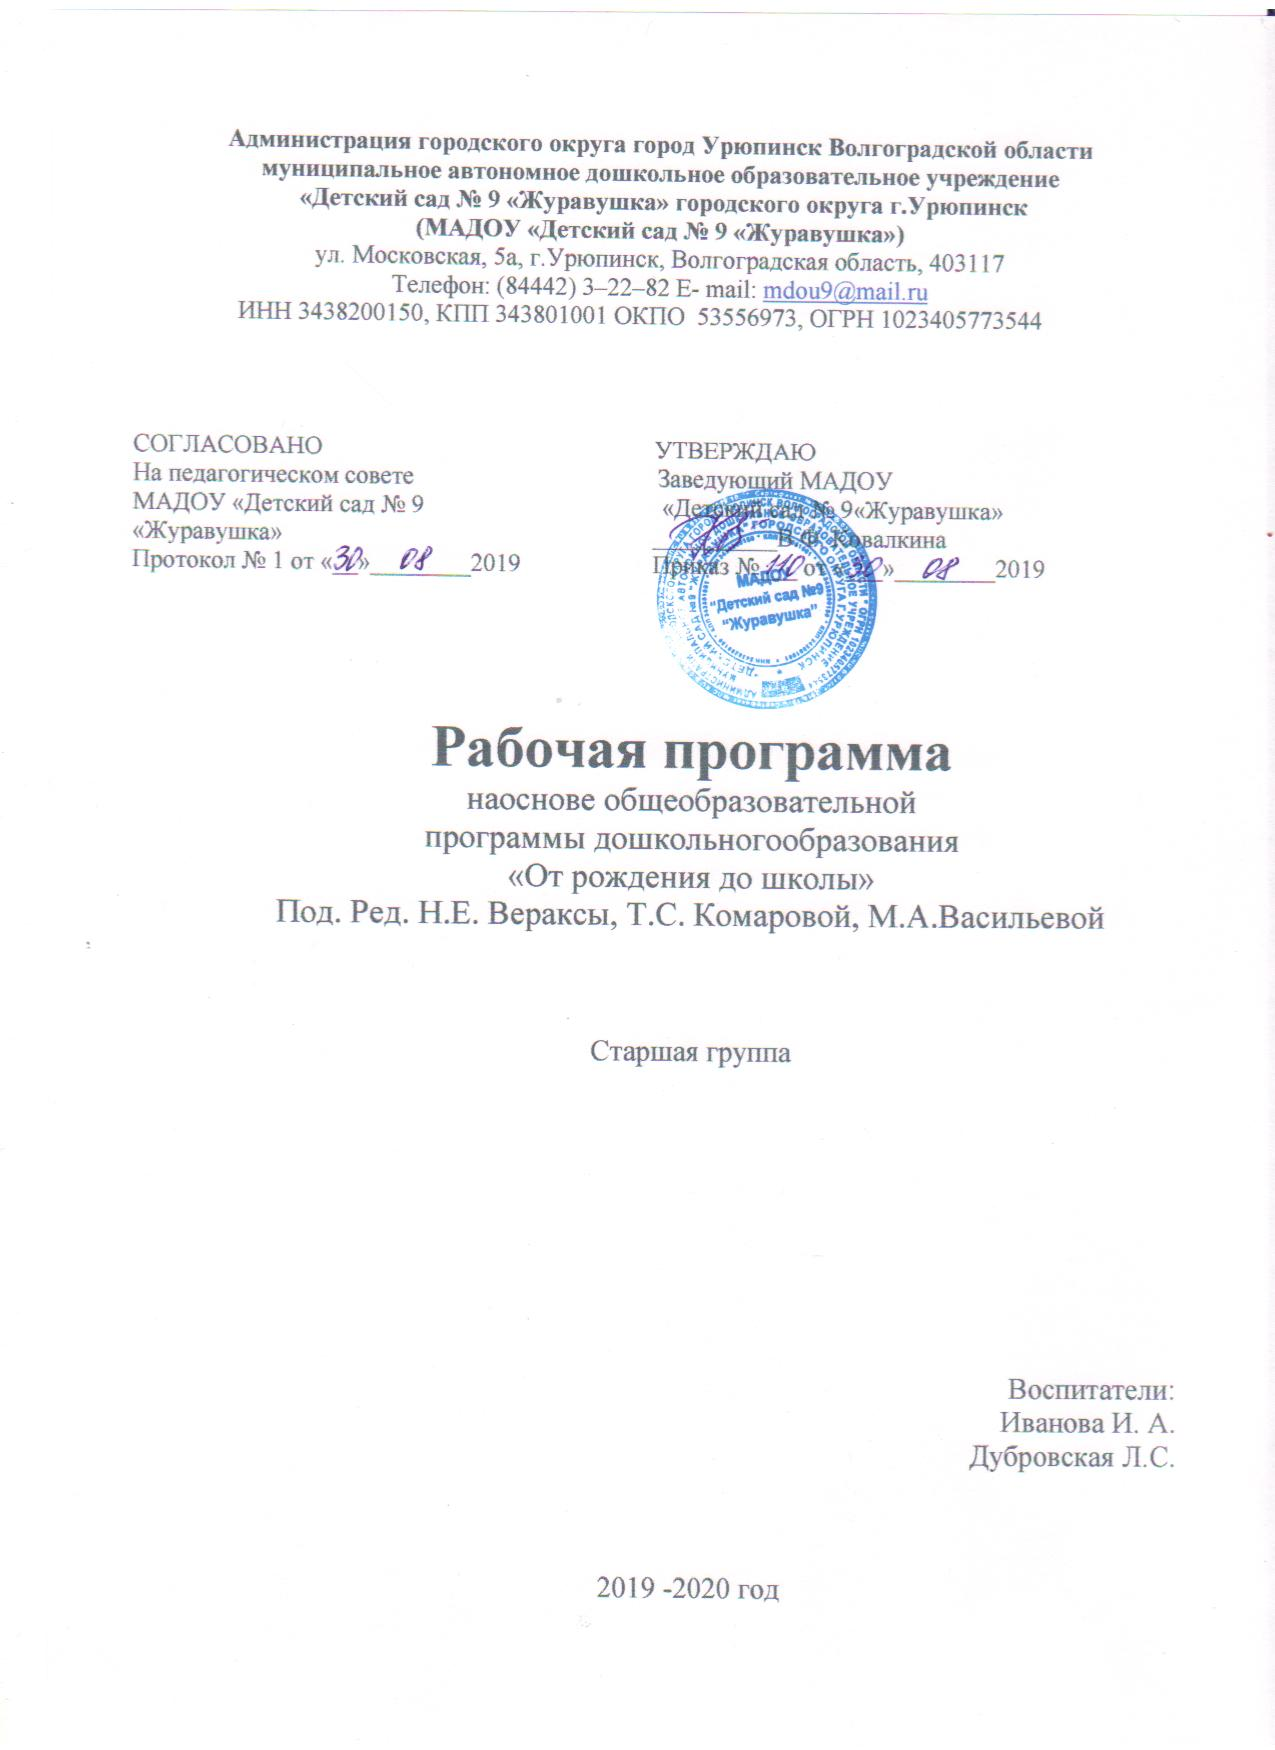 Администрация городского округа город Урюпинск Волгоградской области
муниципальное автономное дошкольное образовательное учреждение
«Детский сад № 9 «Журавушка» городского округа г.Урюпинск
(МАДОУ «Детский сад № 9 «Журавушка»)
ул. Московская, 5а, г.Урюпинск, Волгоградская область, 403117
Телефон: (84442) 3–22–82 E- mail: mdou9@mail.ru
ИНН 3438200150, КПП 343801001 ОКПО 53556973, ОГРН 1023405773544
СОГЛАСОВАНО
На педагогическом совете
МАДОУ «Детский сад № 9
«Журавушка»
Протокол № 1 от «30» 08 2019
УТВЕРЖДАЮ
Заведующий МАДОУ
«Детский сад № 9«Журавушка»
В.Ф. Ковалкина
Приказ № 110 от «30» 08 2019
МАДОУ
"Детский сад №9
"Журавушка"
Рабочая программа
наоснове общеобразовательной
программы дошкольногообразования
«От рождения до школы»
Под. Ред. Н.Е. Вераксы, Т.С. Комаровой, М.А.Васильевой
Старшая группа
Воспитатели:
Иванова И. А.
Дубровская Л.С.
2019 -2020 год